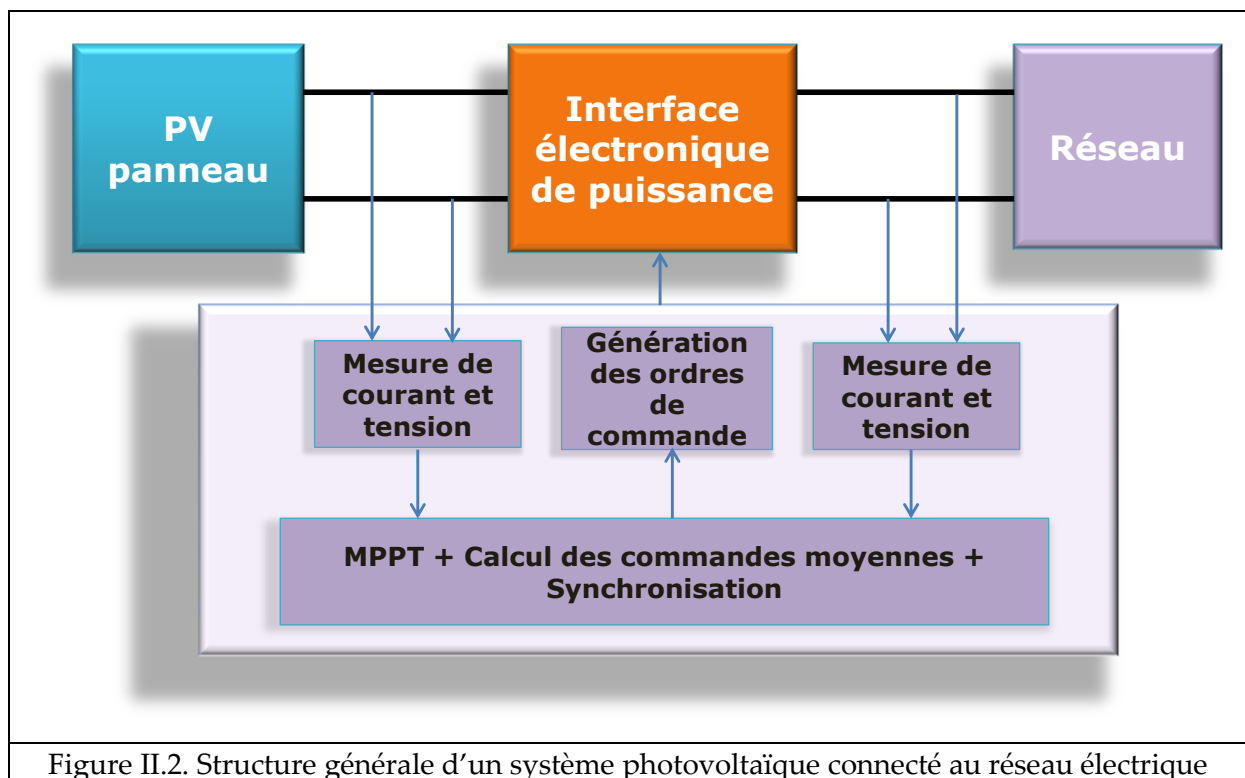 PV
panneau
Interface
électronique
de puissance
Réseau
Mesure de
courant et
tension
Génération
des ordres
de
commande
Mesure de
courant et
tension
MPPT + Calcul des commandes moyennes +
Synchronisation
Figure II.2. Structure générale d’un système photovoltaïque connecté au réseau électrique